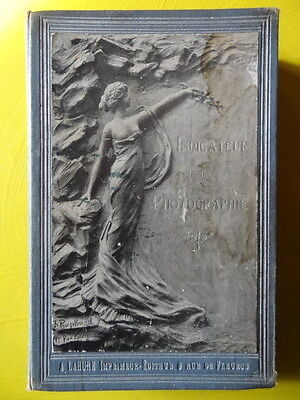 INDICATEUR
DE LA
PHOTOGRAPHIE
A. LAHURE IMPRIMEUR-ÉDITEUR, 9, RUE DE FLEURUS